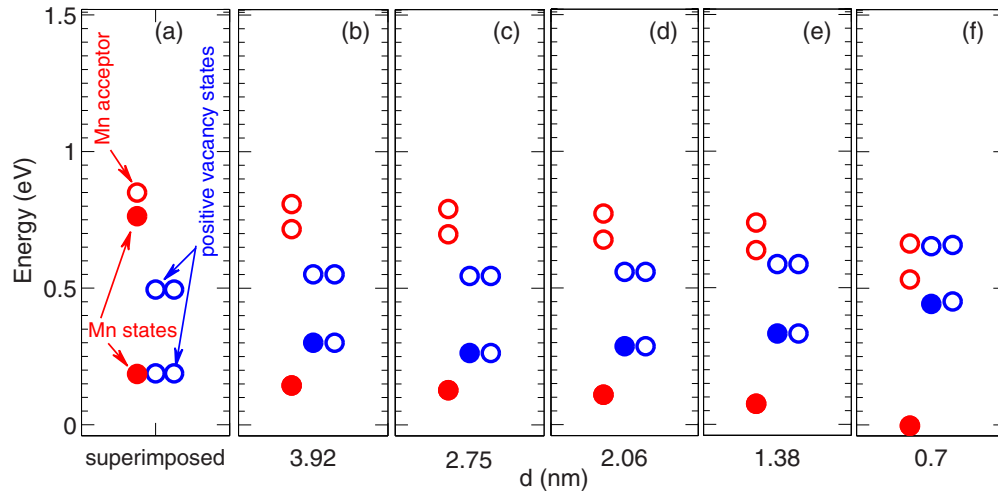 1.5
1
0.5
0
Energy (eV)
(a)
(b)
(c)
(d)
(e)
(f)
Mn acceptor
positive vacancy states
Mn states
superimposed
3.92
2.75
2.06
1.38
0.7
d (nm)